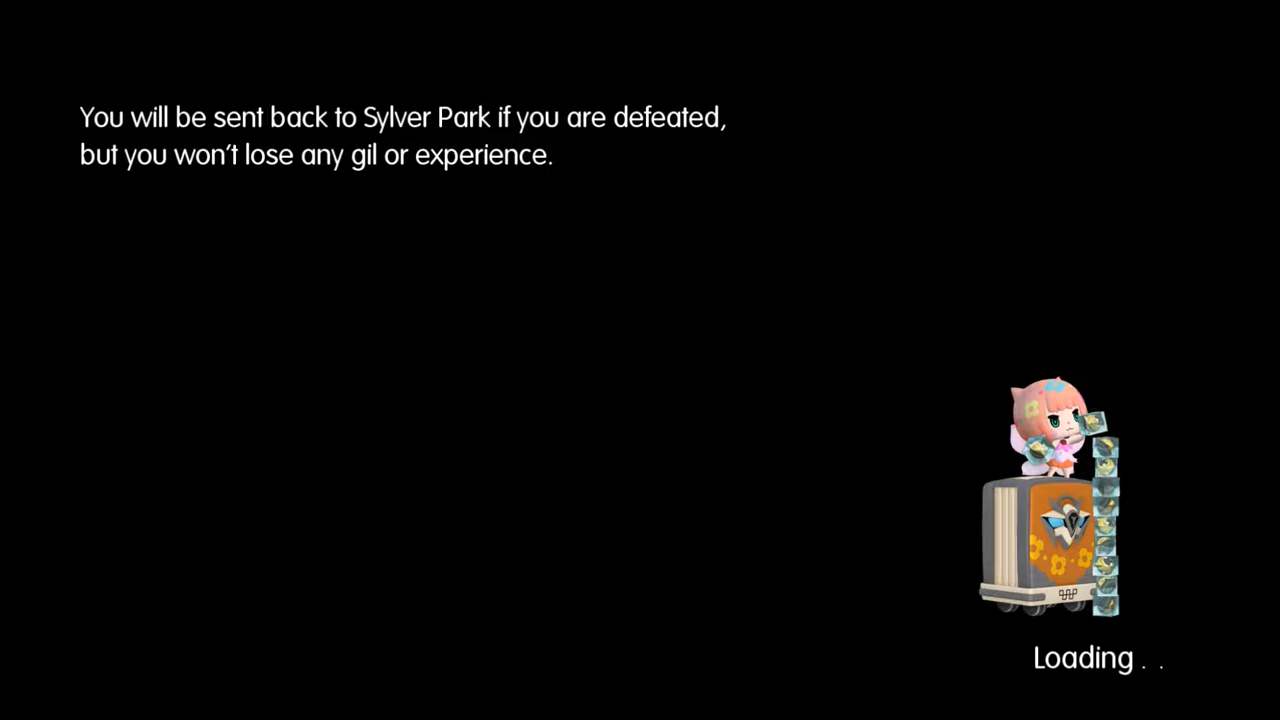 You will be sent back to Sylver Park if you are defeated,
but you won't lose any gil or experience.
Loading . .